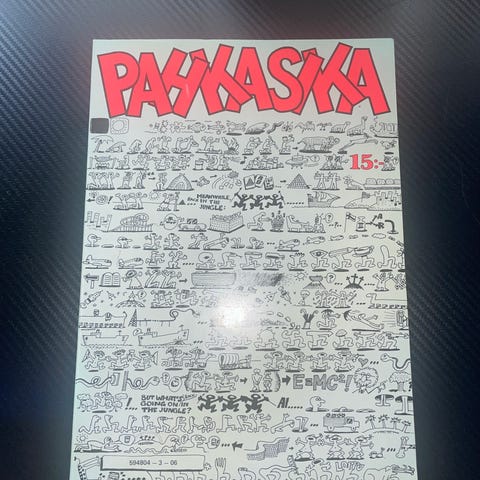 PAHKASIKA
15:-
MEANWHILE,
BACK IN THE
JUNGLE:
E=MC²!
BUT WHAT'S
GOING ON IN
THE JUNGLE?
AI.....
594804-3-06